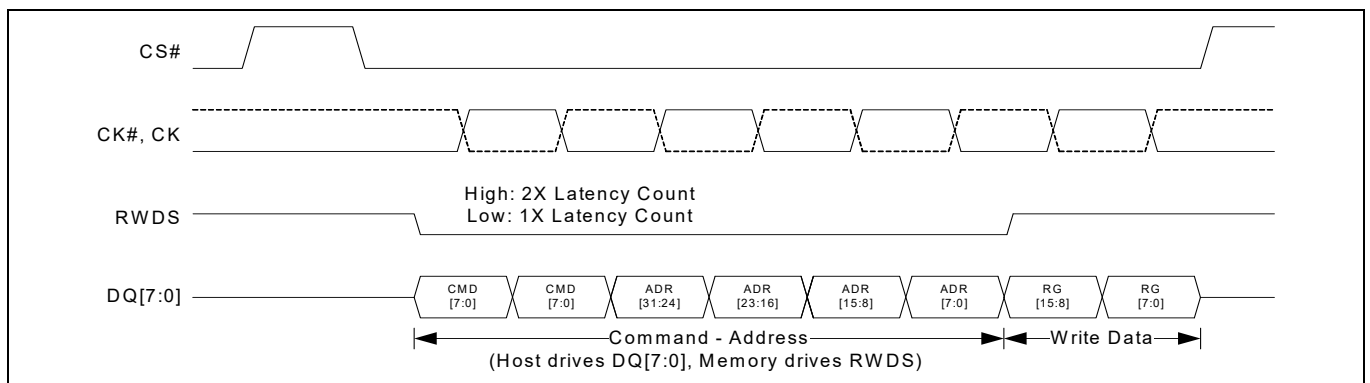 CS#
CK#, CK
High: 2X Latency Count
Low: 1X Latency Count
RWDS
DQ[7:0]
CMD
[7:0]
CMD
[7:0]
ADR
[31:24]
ADR
[23:16]
ADR
[15:8]
ADR
[7:0]
RG
[15:8]
RG
[7:0]
Command - Address
Write Data
(Host drives DQ[7:0], Memory drives RWDS)